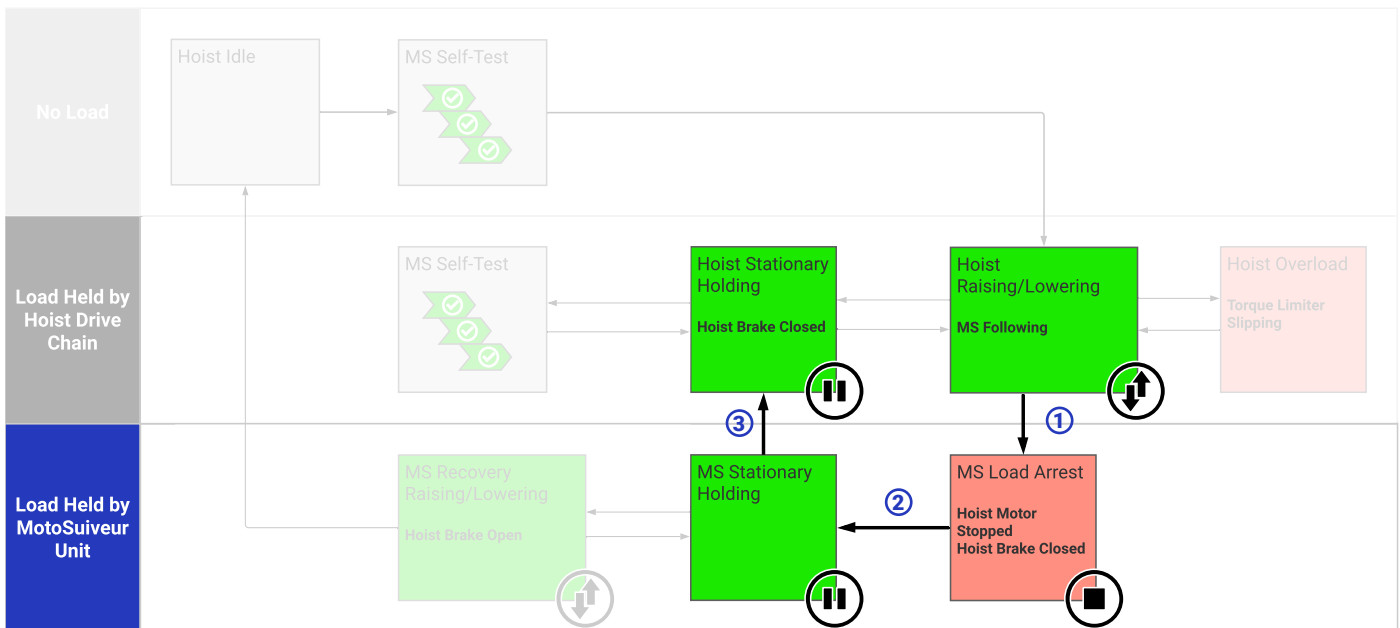 No Load
Hoist Idle
MS Self-Test
Load Held by
Hoist Drive
Chain
MS Self-Test
Hoist Stationary
Holding
Hoist Brake Closed
Hoist
Raising/Lowering
MS Following
Hoist Overload
Torque Limiter
Slipping
③
①
Load Held by
MotoSuiveur
Unit
MS Recovery
Raising/Lowering
Hoist Brake Open
MS Stationary
Holding
②
MS Load Arrest
Hoist Motor
Stopped
Hoist Brake Closed